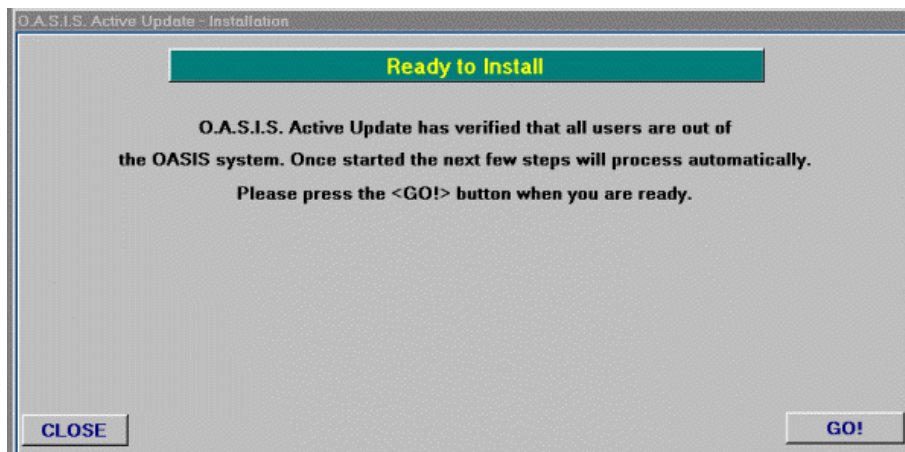 O.A.S.I.S. Active Update - Installation
Ready to Install
O.A.S.I.S. Active Update has verified that all users are out of
the OASIS system. Once started the next few steps will process automatically.
Please press the <GO!> button when you are ready.
CLOSE
GO!